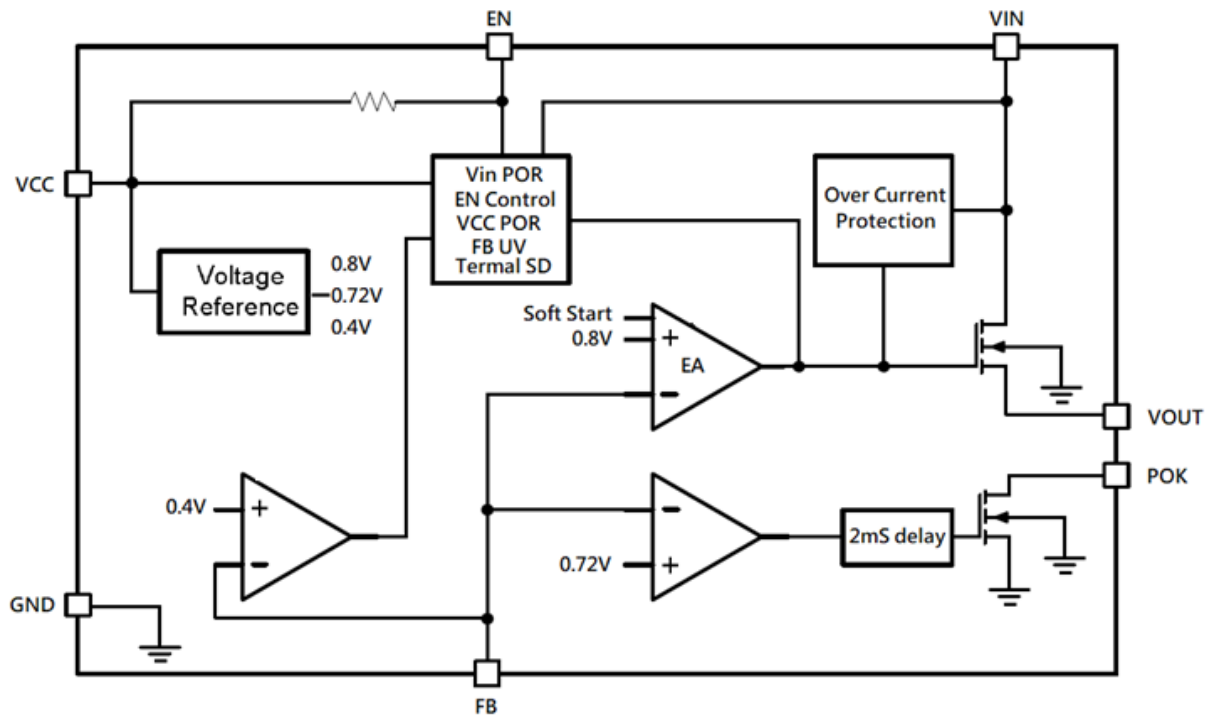 EN
VIN
VCC
Vin POR
EN Control
VCC POR
FB UV
Termal SD
Over Current
Protection
Voltage
Reference
0.8V
0.72V
0.4V
Soft Start
0.8V
+
EA
-
VOUT
POK
0.4V
+
-
-
0.72V
+
2mS delay
GND
FB